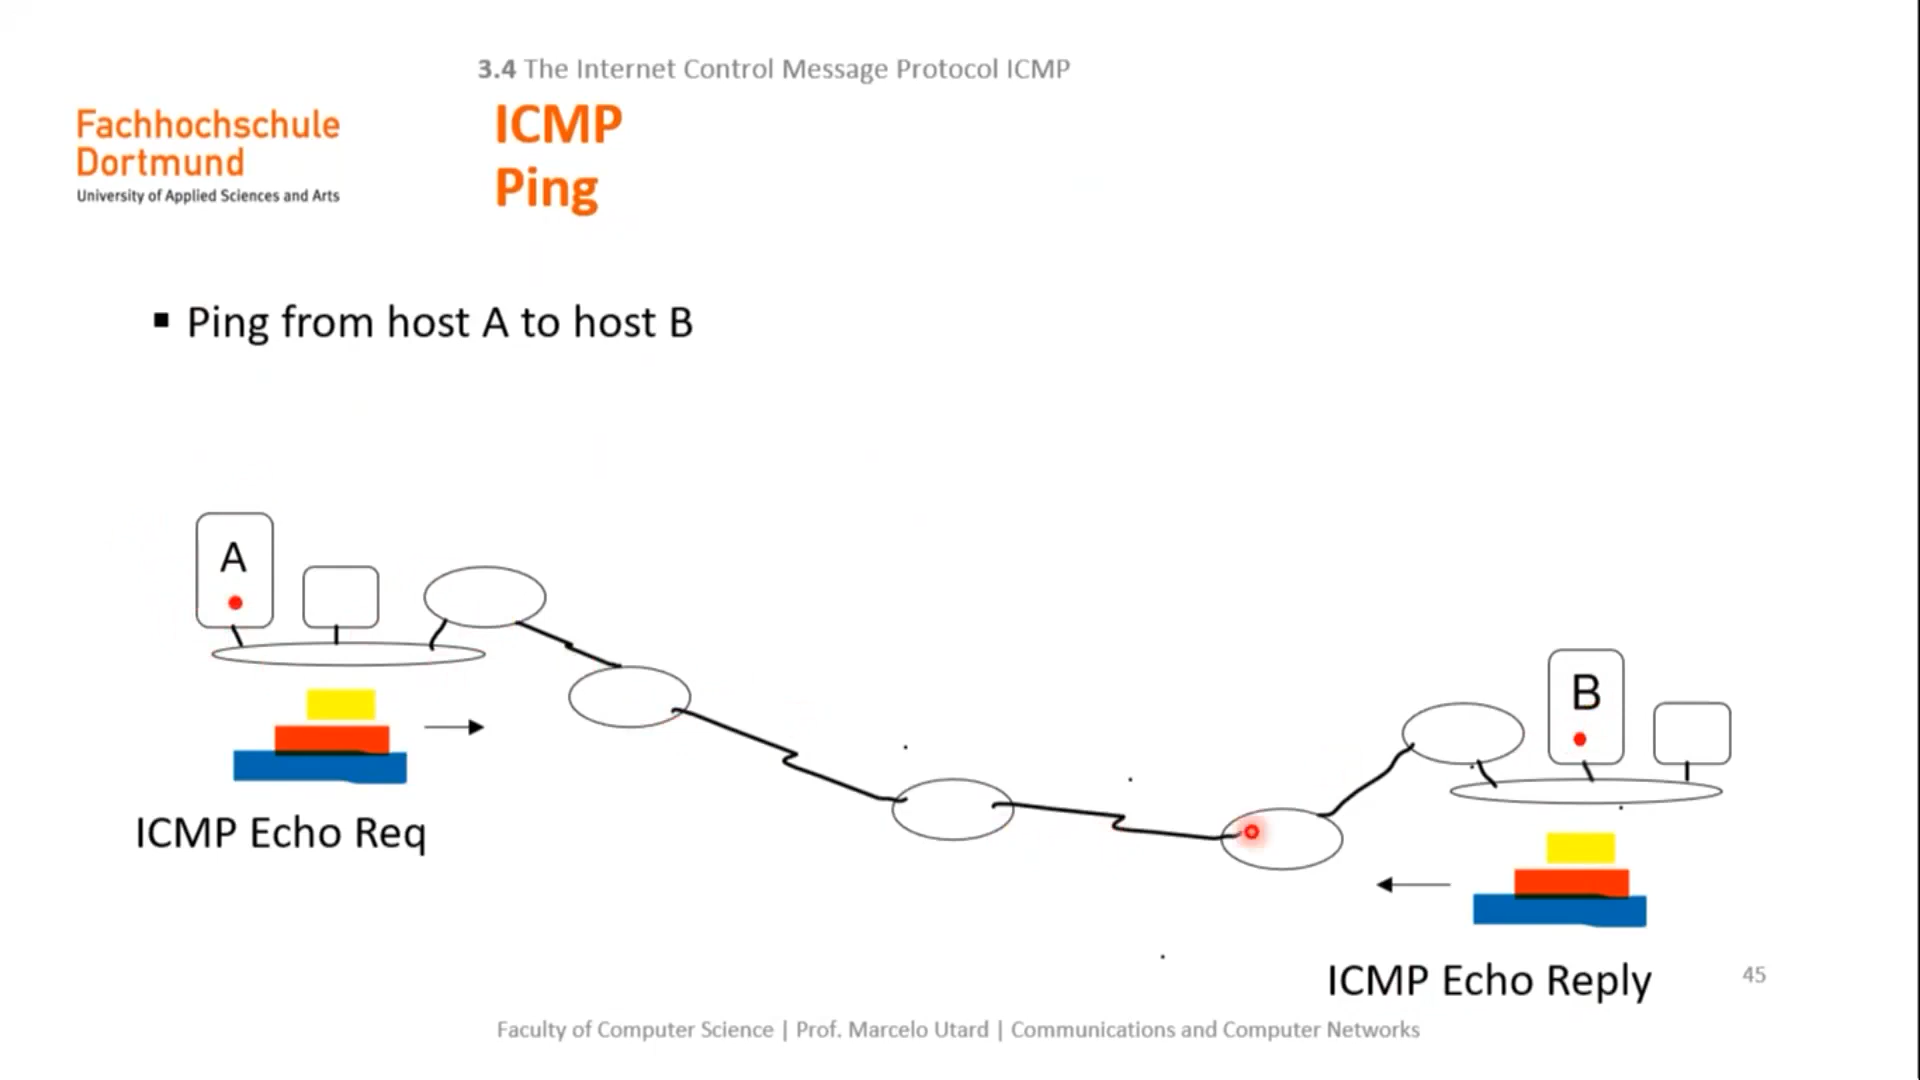 3.4 The Internet Control Message Protocol ICMP
Fachhochschule
Dortmund
University of Applied Sciences and Arts
ICMP
Ping
▪ Ping from host A to host B
A
B
ICMP Echo Req
ICMP Echo Reply
45
Faculty of Computer Science | Prof. Marcelo Utard | Communications and Computer Networks